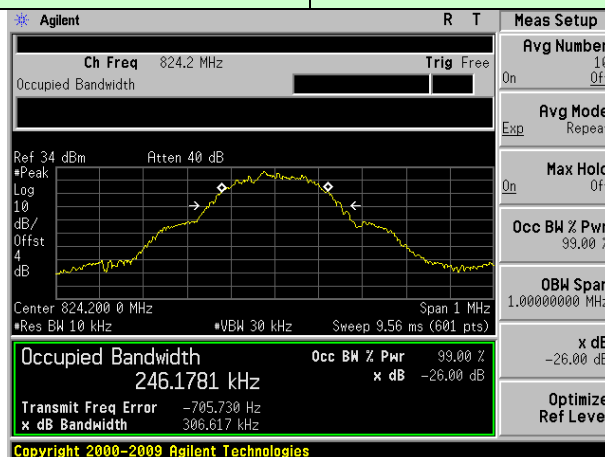 Agilent R T Meas Setup
Ch Freq 824.2 MHz Trig Free
Occupied Bandwidth
Avg Number
10
On Off
Avg Mode
Exp Repeat
Max Hold
On Off
Occ BW % Pwr
99.00 %
OBW Span
1.00000000 MHz
x dB
-26.00 dB
Optimize
Ref Level
Ref 34 dBm Atten 40 dB
#Peak
Log
10
dB/
Offst
4
dB
Center 824.200 0 MHz Span 1 MHz
#Res BW 10 kHz #VBW 30 kHz Sweep 9.56 ms (601 pts)
Occupied Bandwidth Occ BW % Pwr 99.00 %
246.1781 kHz x dB -26.00 dB
Transmit Freq Error -705.730 Hz
x dB Bandwidth 306.617 kHz
Copyright 2000-2009 Agilent Technologies